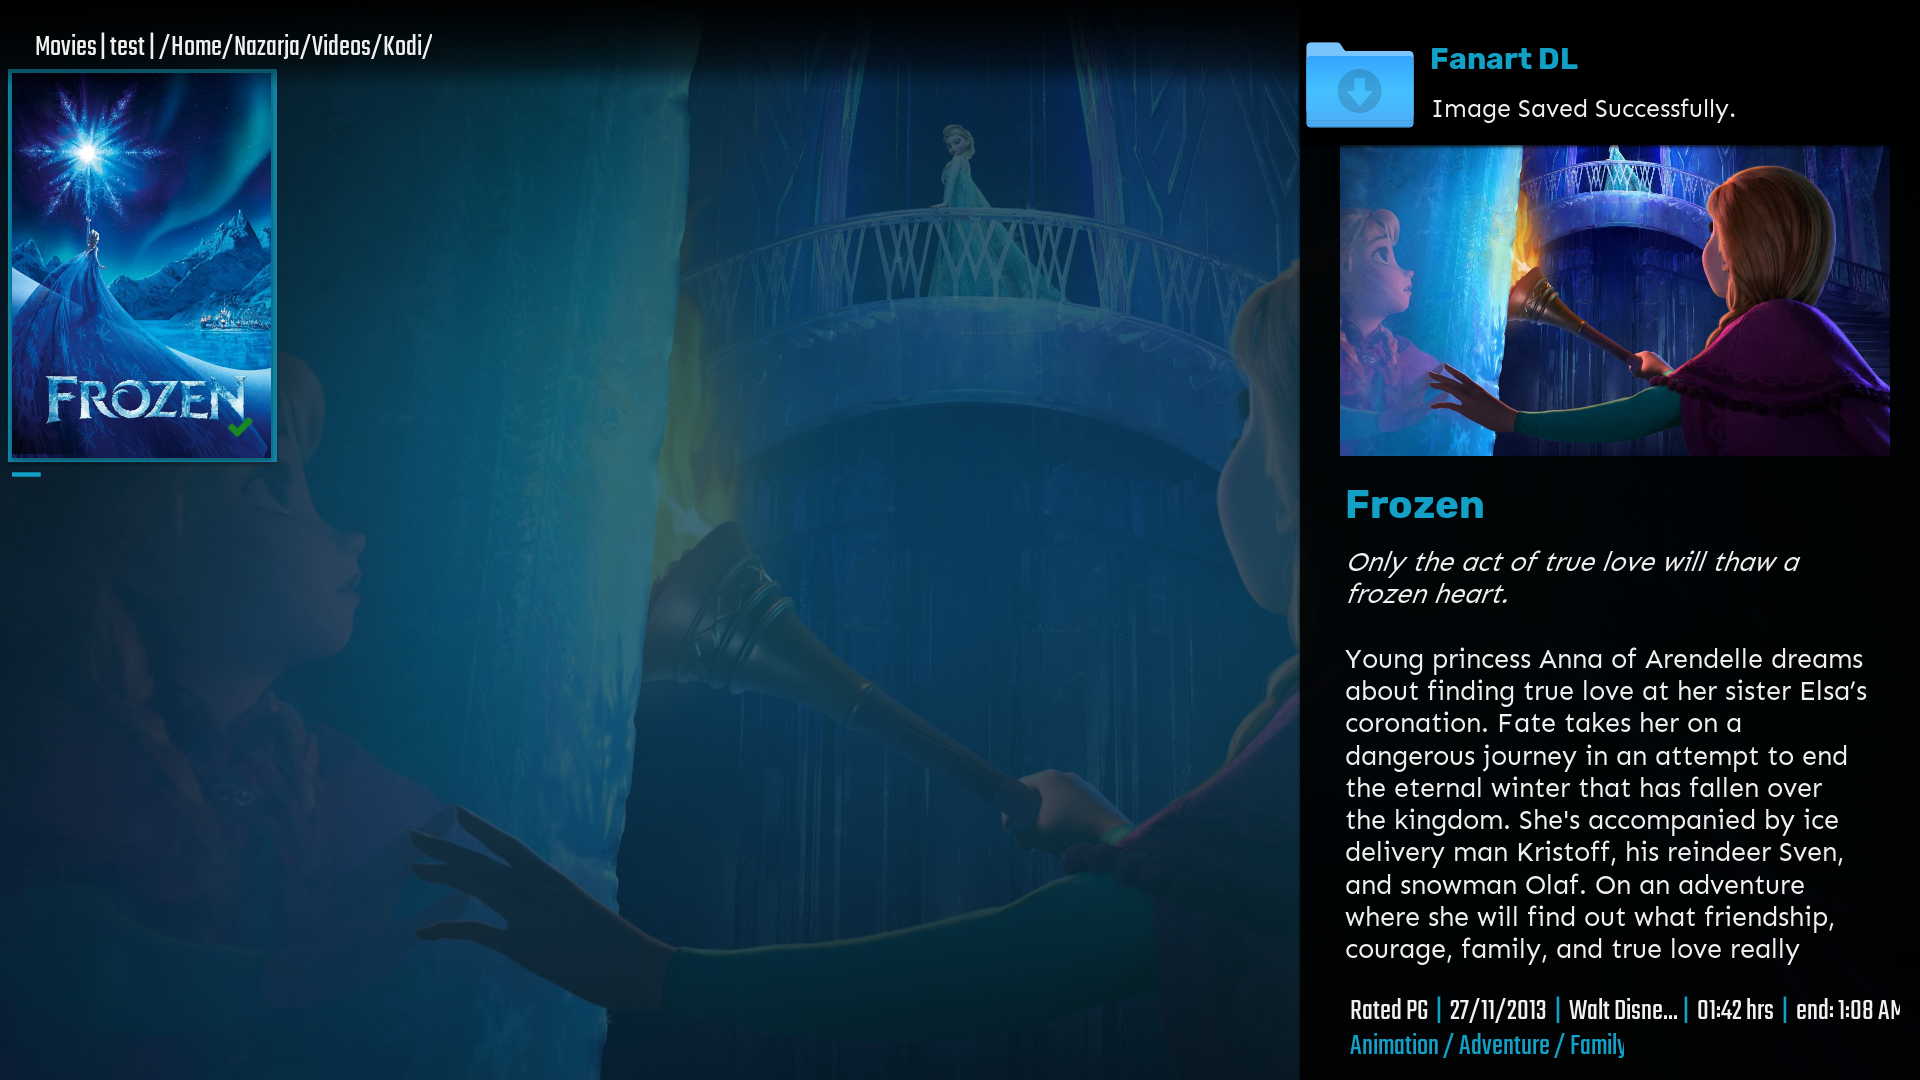 Movies | test | /Home/Nazarja/Videos/Kodi/
FROZEN
Fanart DL
Image Saved Successfully.
Frozen
Only the act of true love will thaw a
frozen heart.
Young princess Anna of Arendelle dreams
about finding true love at her sister Elsa’s
coronation. Fate takes her on a
dangerous journey in an attempt to end
the eternal winter that has fallen over
the kingdom. She's accompanied by ice
delivery man Kristoff, his reindeer Sven,
and snowman Olaf. On an adventure
where she will find out what friendship,
courage, family, and true love really
Rated PG | 27/11/2013 | Walt Disne... | 01:42 hrs | end: 1:08 AM
Animation / Adventure / Family